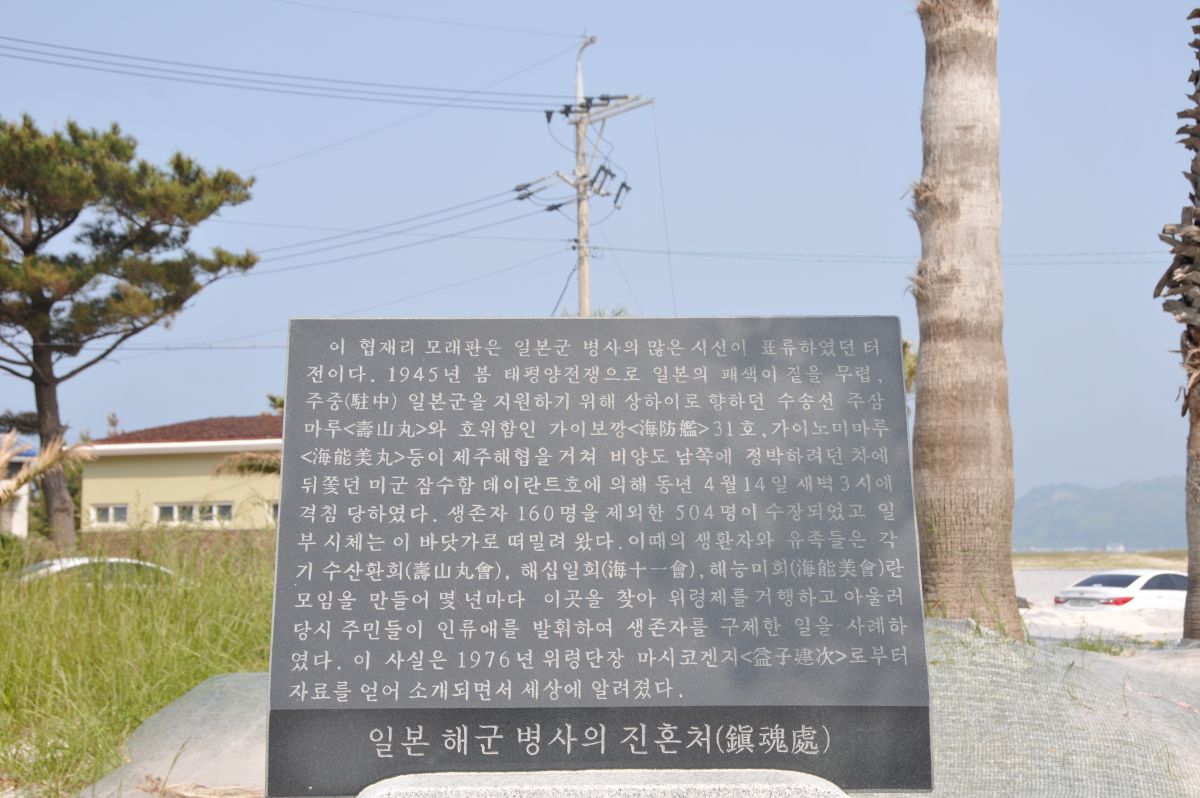 이 협재리 모래판은 일본군 병사의 많은 시신이 표류하였던 터
전이다. 1945년 봄 태평양전쟁으로 일본의 패색이 짙을 무렵,
주중(駐中) 일본군을 지원하기 위해 상하이로 향하던 수송선 주삼
마루<壽山丸>와 호위함인 가이보깡<海防艦>31호, 가이노미마루
<海能美丸>등이 제주해협을 거쳐 비양도 남쪽에 정박하려던 차에
뒤쫓던 미군 잠수함 데이란트호에 의해 동년 4월14일 새벽3시에
격침 당하였다. 생존자 160명을 제외한 504명이 수장되었고 일
부 시체는 이 바닷가로 떠밀려 왔다. 이때의 생환자와 유족들은 각
기 수산환회(壽山丸會), 해십일회(海十一會), 해능미회(海能美會)란
모임을 만들어 몇 년마다 이곳을 찾아 위령제를 거행하고 아울러
당시 주민들이 인류애를 발휘하여 생존자를 구제한 일을 사례하
였다. 이 사실은 1976년 위령단장 마시코겐지<益子建次>로부터
자료를 얻어 소개되면서 세상에 알려졌다.
일본 해군 병사의 진혼처(鎭魂處)